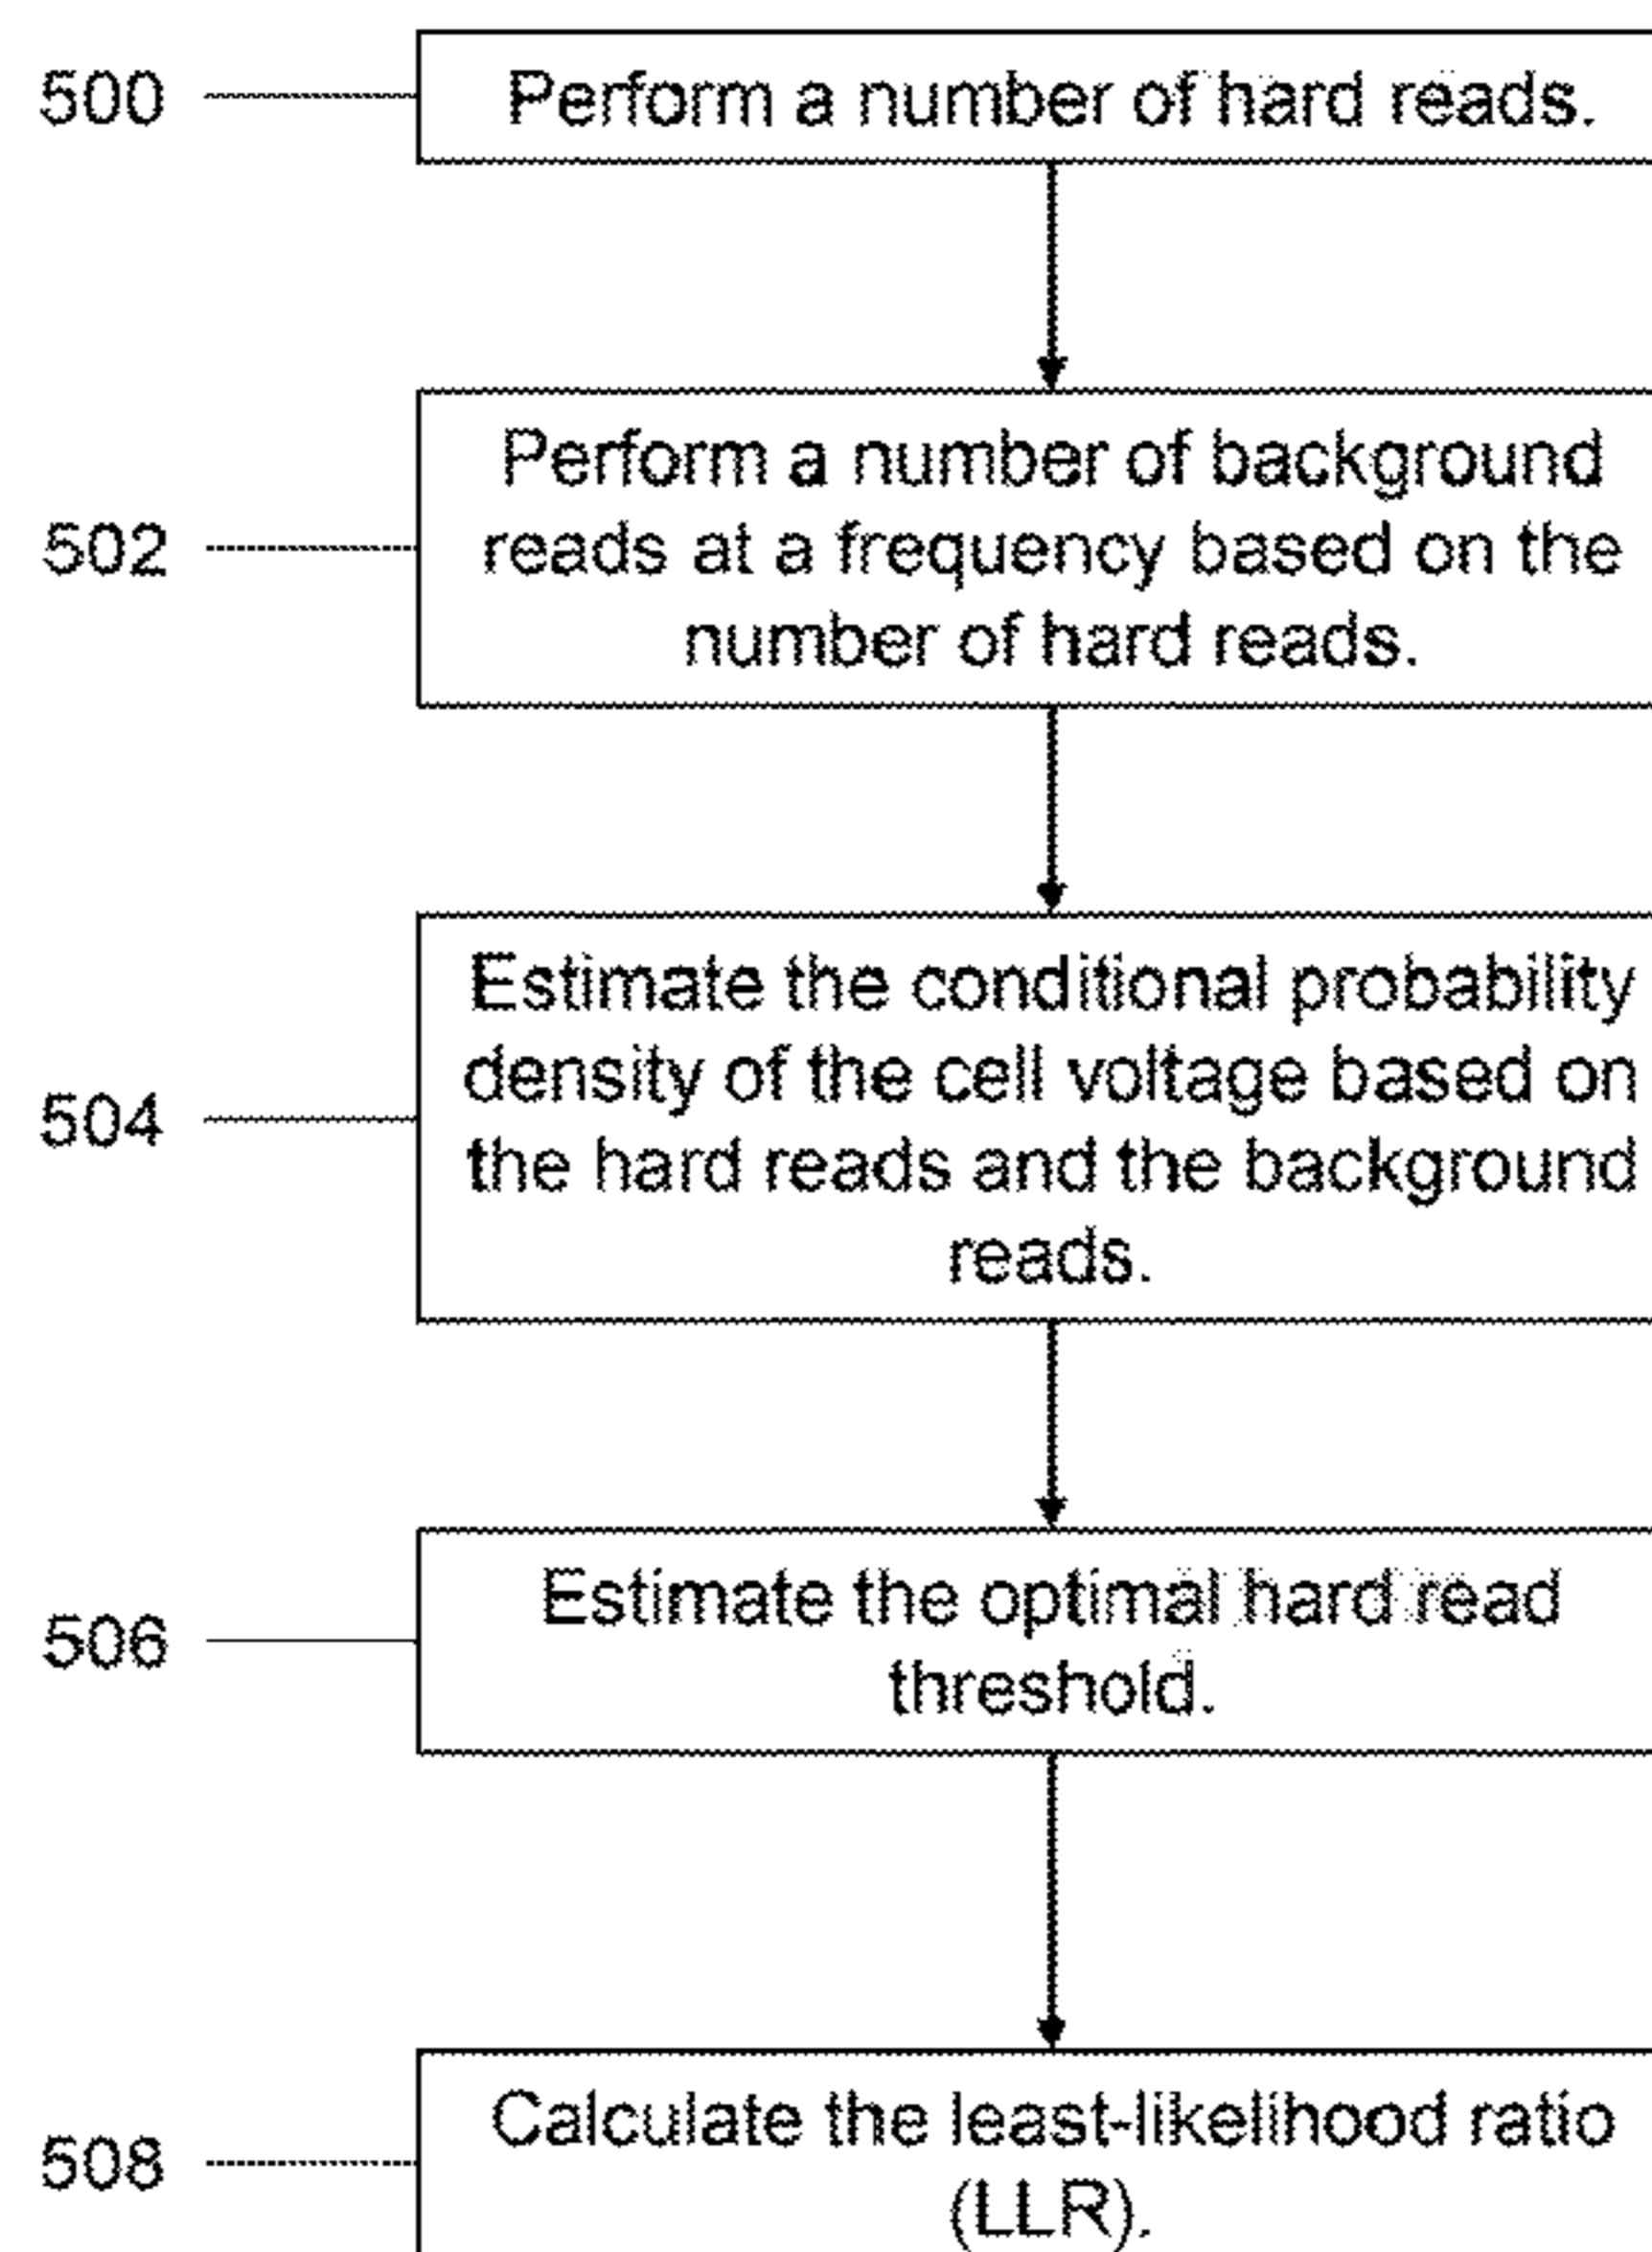 500
Perform a number of hard reads.
502
Perform a number of background
reads at a frequency based on the
number of hard reads.
504
Estimate the conditional probability
density of the cell voltage based on
the hard reads and the background
reads.
506
Estimate the optimal hard read
threshold.
508
Calculate the least-likelihood ratio
(LLR).